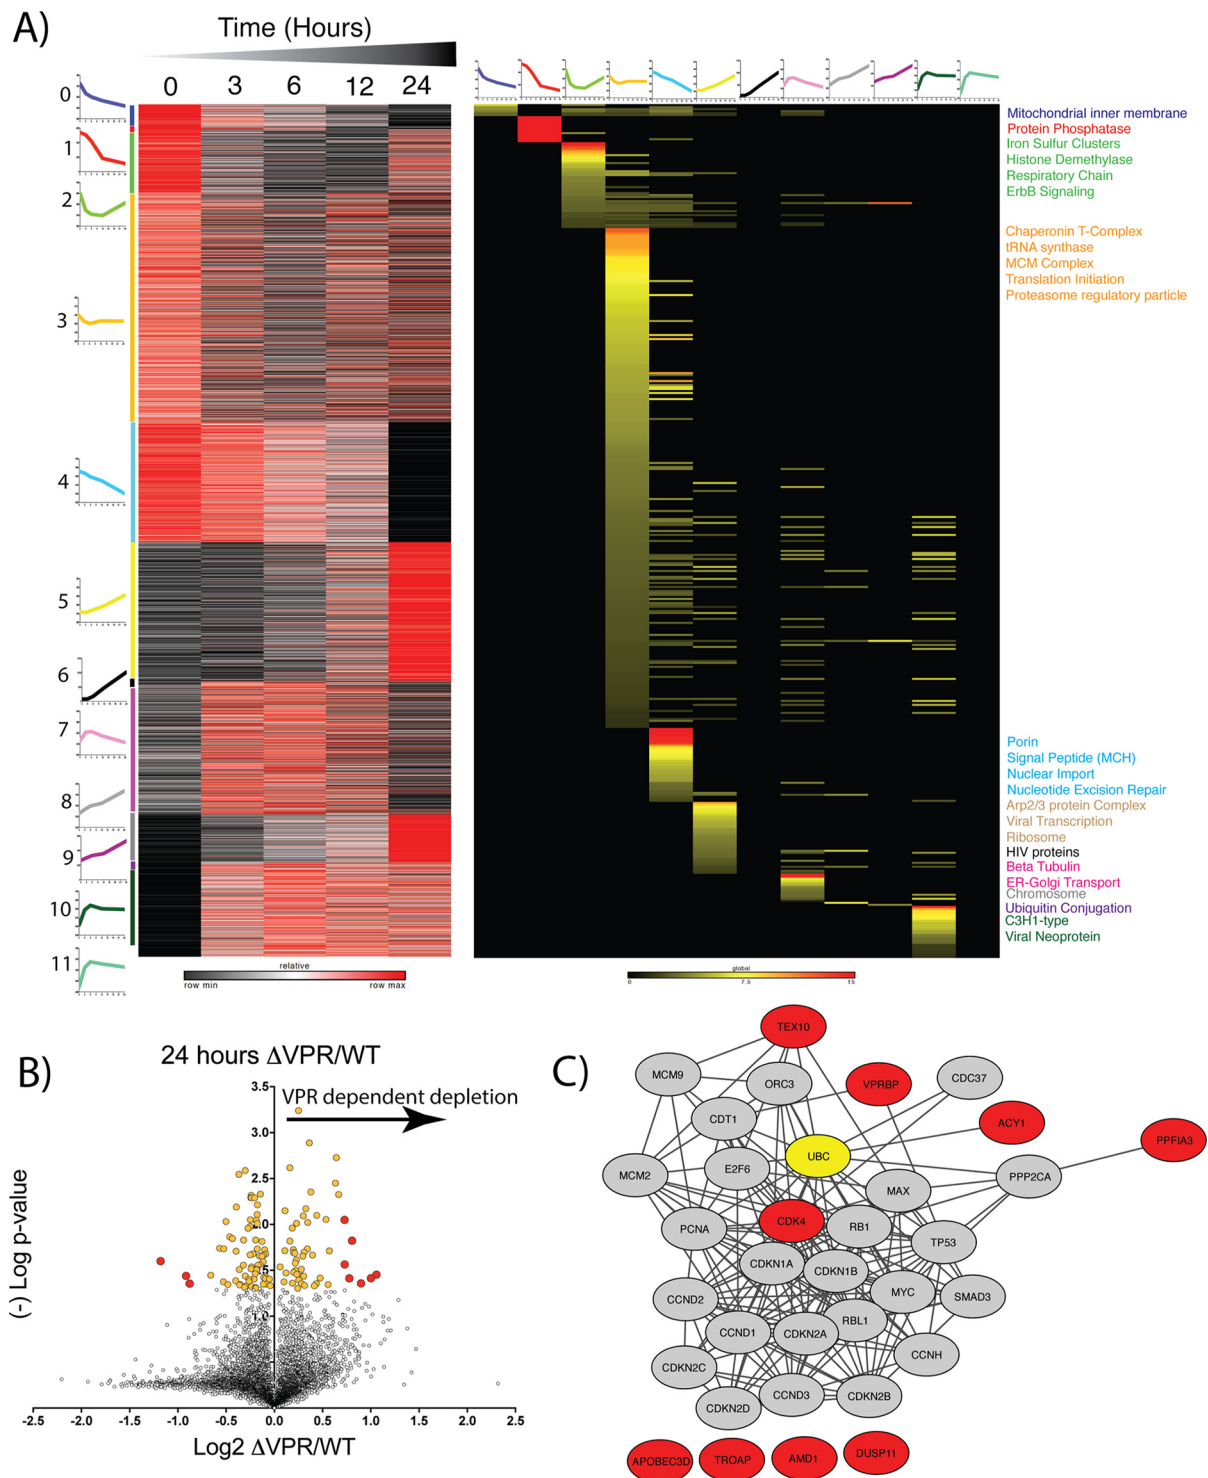 A)
Time (Hours)
0 3 6 12 24
0
1
2
3
4
5
6
7
8
9
10
11
Mitochondrial inner membrane
Protein Phosphatase
Iron Sulfur Clusters
Histone Demethylase
Respiratory Chain
ErbB Signaling
Chaperonin T-Complex
tRNA synthase
MCM Complex
Translation Initiation
Proteasome regulatory particle
Porin
Signal Peptide (MCH)
Nuclear Import
Nucleotide Excision Repair
Arp2/3 protein Complex
Viral Transcription
Ribosome
HIV proteins
Beta Tubulin
ER-Golgi Transport
Chromosome
Ubiquitin Conjugation
C3H1-type
Viral Neoprotein
relative
row min row max
global
0 7.5 15
B)
24 hours ΔVPR/WT
VPR dependent depletion
3.5
3.0
2.5
(-) Log p-value
-2.5 -2.0 -1.5 -1.0 -0.5 0.0 0.5 1.0 1.5 2.0 2.5
Log2 ΔVPR/WT
C)
TEX10
MCM9
ORC3
VPRBP
CDC37
CDT1
ACY1
PPFIA3
UBC
MCM2
E2F6
MAX
PPP2CA
PCNA
CDK4
RB1
TP53
CDKN1A
CDKN1B
CCND2
MYC
SMAD3
CCND1
CDKN2A
RBL1
CDKN2C
CCNH
CDKN2D
CCND3
CDKN2B
APOBEC3D
TROAP
AMD1
DUSP11